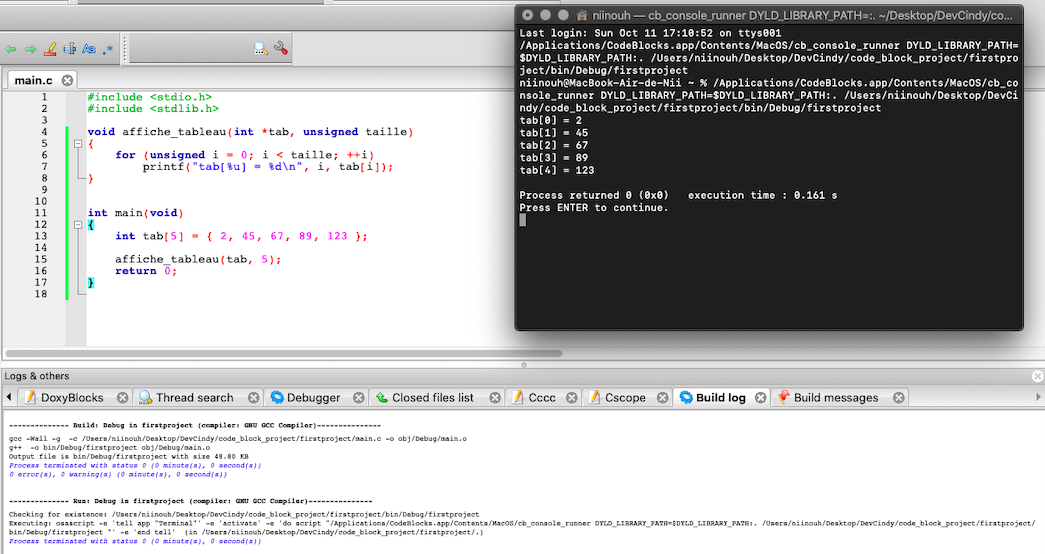 niinouh — cb_console_runner DYLD_LIBRARY_PATH=:. ~/Desktop/DevCindy/co...
Last login: Sun Oct 11 17:10:52 on ttys001
/Applications/CodeBlocks.app/Contents/MacOS/cb_console_runner DYLD_LIBRARY_PATH=
$DYLD_LIBRARY_PATH:. /Users/niinouh/Desktop/DevCindy/code_block_project/firstpro
ject/bin/Debug/firstproject
niinouh@MacBook-Air-de-Nii ~ % /Applications/CodeBlocks.app/Contents/MacOS/cb_co
nsole_runner DYLD_LIBRARY_PATH=$DYLD_LIBRARY_PATH:. /Users/niinouh/Desktop/DevCi
ndy/code_block_project/firstproject/bin/Debug/firstproject
tab[0] = 2
tab[1] = 45
tab[2] = 67
tab[3] = 89
tab[4] = 123
Process returned 0 (0x0)   execution time : 0.161 s
Press ENTER to continue.
Aa .*
main.c
1 #include <stdio.h>
2 #include <stdlib.h>
3
4 void affiche_tableau(int *tab, unsigned taille)
5 {
6     for (unsigned i = 0; i < taille; ++i)
7         printf("tab[%u] = %d\n", i, tab[i]);
8 }
9
10
11 int main(void)
12 {
13     int tab[5] = { 2, 45, 67, 89, 123 };
14
15     affiche_tableau(tab, 5);
16     return 0;
17 }
18
Logs & others
DoxyBlocks Thread search Debugger Closed files list Cccc Cscope Build log Build messages
-------------- Build: Debug in firstproject (compiler: GNU GCC Compiler)---------------
gcc -Wall -g  -c /Users/niinouh/Desktop/DevCindy/code_block_project/firstproject/main.c -o obj/Debug/main.o
g++  -o bin/Debug/firstproject obj/Debug/main.o
Output file is bin/Debug/firstproject with size 48.80 KB
Process terminated with status 0 (0 minute(s), 0 second(s))
0 error(s), 0 warning(s) (0 minute(s), 0 second(s))
-------------- Run: Debug in firstproject (compiler: GNU GCC Compiler)---------------
Checking for existence: /Users/niinouh/Desktop/DevCindy/code_block_project/firstproject/bin/Debug/firstproject
Executing: osascript -e 'tell app "Terminal"' -e 'activate' -e 'do script "/Applications/CodeBlocks.app/Contents/MacOS/cb_console_runner DYLD_LIBRARY_PATH=$DYLD_LIBRARY_PATH:. /Users/niinouh/Desktop/DevCindy/code_block_project/firstproject/
bin/Debug/firstproject "' -e 'end tell'  (in /Users/niinouh/Desktop/DevCindy/code_block_project/firstproject/.)
Process terminated with status 0 (0 minute(s), 0 second(s))